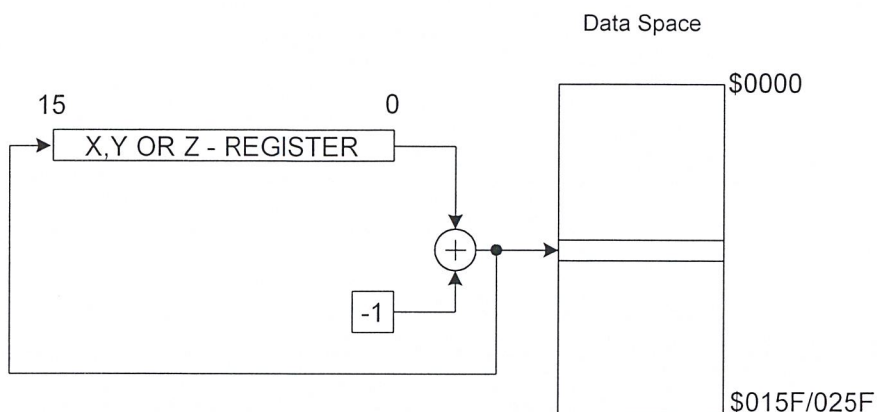 Data Space
$0000
15 0
X,Y OR Z - REGISTER
+
-1
$015F/025F